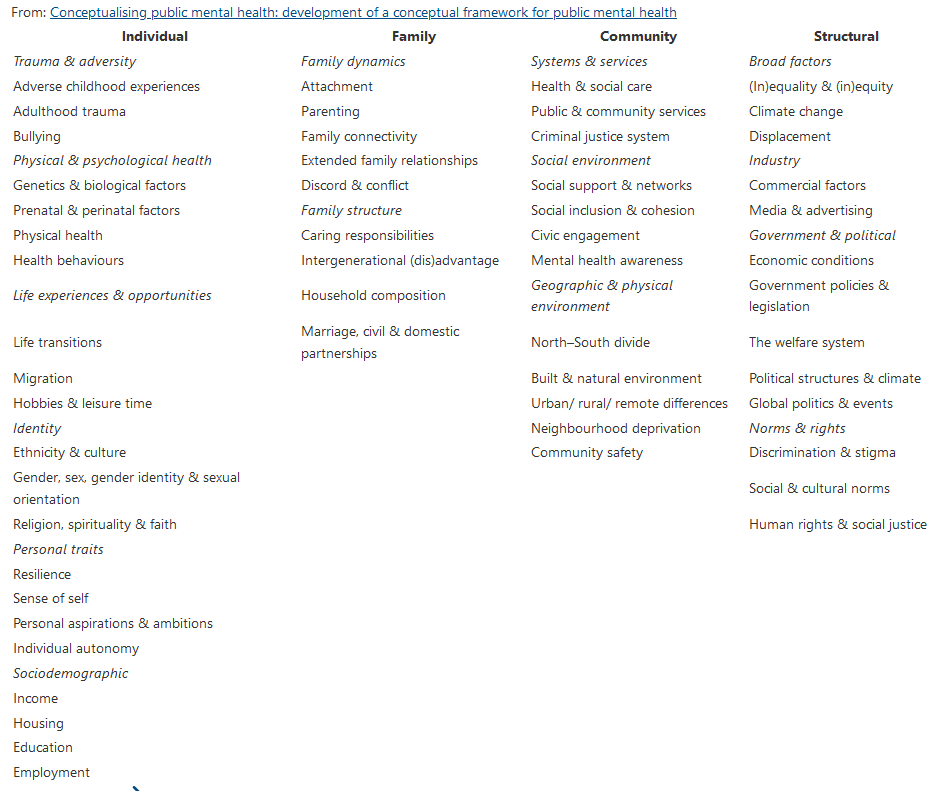 From: Conceptualising public mental health: development of a conceptual framework for public mental health
Individual Family Community Structural
Trauma & adversity Family dynamics Systems & services Broad factors
Adverse childhood experiences Attachment Health & social care (In)equality & (in)equity
Adulthood trauma Parenting Public & community services Climate change
Bullying Family connectivity Criminal justice system Displacement
Physical & psychological health Extended family relationships Social environment Industry
Genetics & biological factors Discord & conflict Social support & networks Commercial factors
Prenatal & perinatal factors Family structure Social inclusion & cohesion Media & advertising
Physical health Caring responsibilities Civic engagement Government & political
Health behaviours Intergenerational (dis)advantage Mental health awareness Economic conditions
Life experiences & opportunities Household composition Geographic & physical
environment Government policies &
legislation
Life transitions Marriage, civil & domestic
partnerships North–South divide The welfare system
Migration Built & natural environment Political structures & climate
Hobbies & leisure time Urban/ rural/ remote differences Global politics & events
Identity Neighbourhood deprivation Norms & rights
Ethnicity & culture Community safety Discrimination & stigma
Gender, sex, gender identity & sexual
orientation Social & cultural norms
Religion, spirituality & faith Human rights & social justice
Personal traits
Resilience
Sense of self
Personal aspirations & ambitions
Individual autonomy
Sociodemographic
Income
Housing
Education
Employment